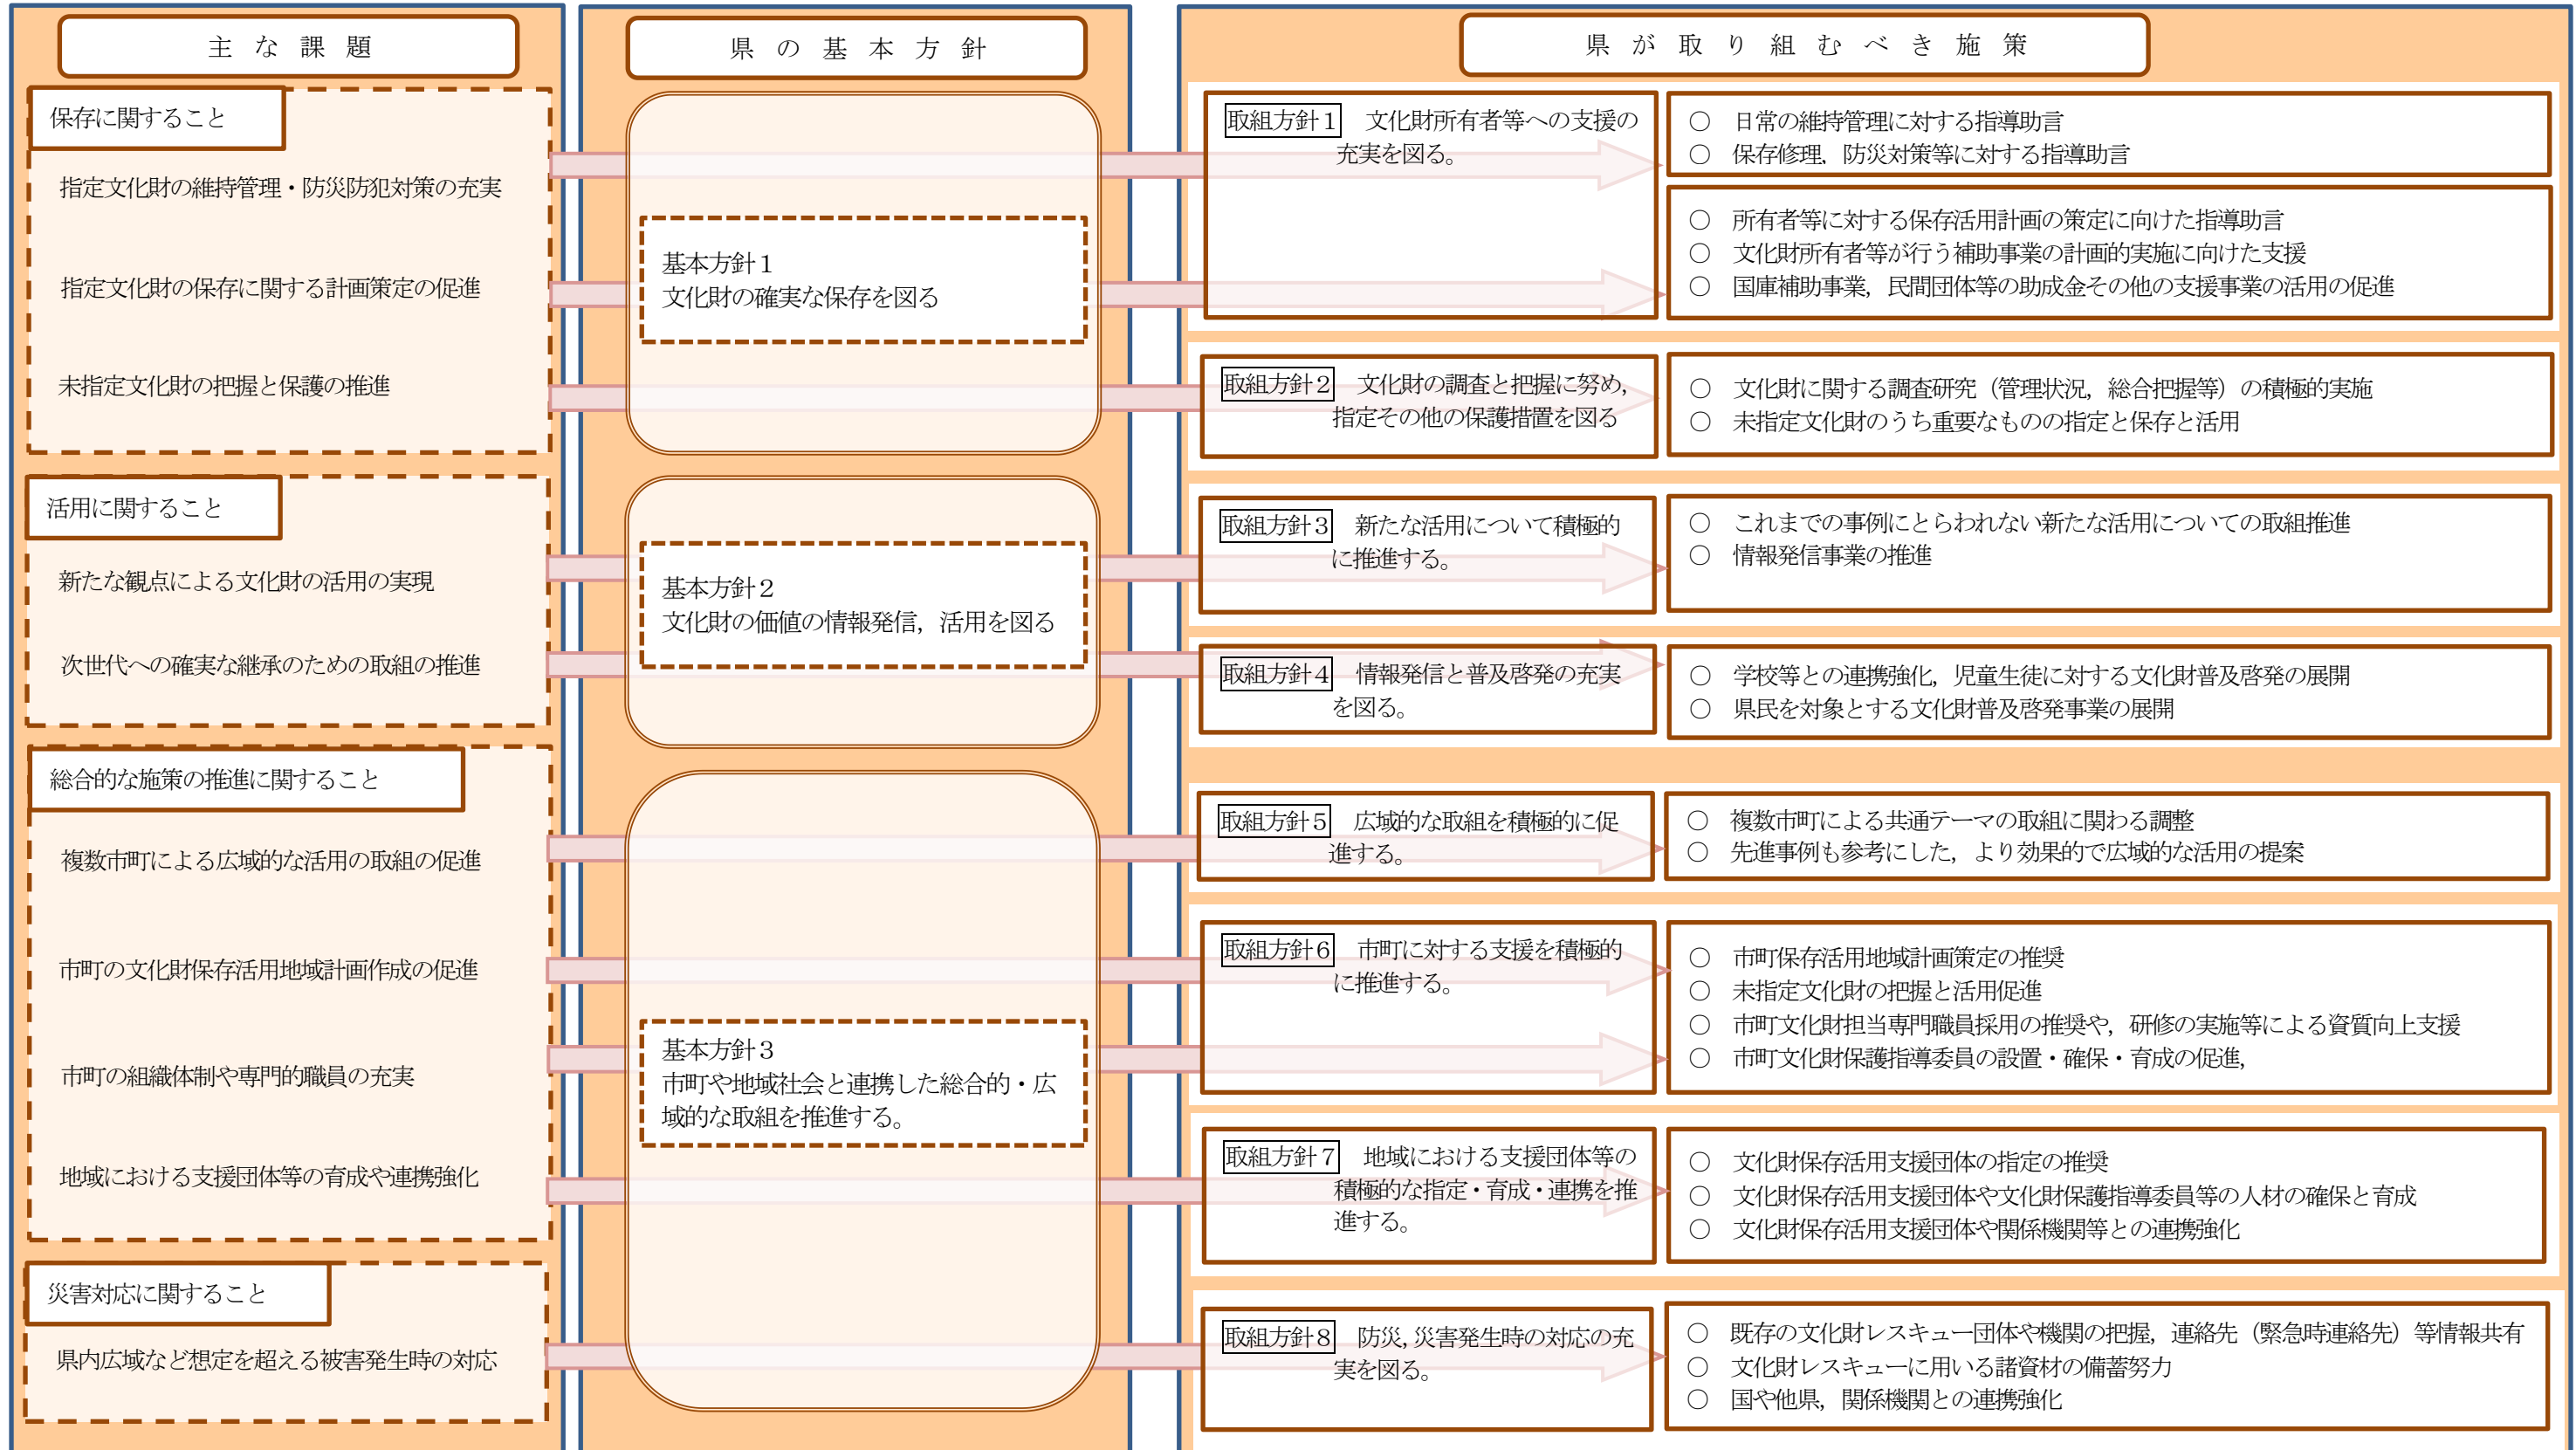 主な課題
保存に関すること
指定文化財の維持管理・防災防犯対策の充実
指定文化財の保存に関する計画策定の促進
未指定文化財の把握と保護の推進
活用に関すること
新たな観点による文化財の活用の実現
次世代への確実な継承のための取組の推進
総合的な施策の推進に関すること
複数市町による広域的な活用の取組の促進
市町の文化財保存活用地域計画作成の促進
市町の組織体制や専門的職員の充実
地域における支援団体等の育成や連携強化
災害対応に関すること
県内広域など想定を超える被害発生時の対応
県の基本方針
基本方針１
文化財の確実な保存を図る
基本方針２
文化財の価値の情報発信，活用を図る
基本方針３
市町や地域社会と連携した総合的・広
域的な取組を推進する。
県が取り組むべき施策
取組方針１　文化財所有者等への支援の
充実を図る。
○　日常の維持管理に対する指導助言
○　保存修理，防災対策等に対する指導助言
○　所有者等に対する保存活用計画の策定に向けた指導助言
○　文化財所有者等が行う補助事業の計画的実施に向けた支援
○　国庫補助事業，民間団体等の助成金その他の支援事業の活用の促進
取組方針２　文化財の調査と把握に努め，
指定その他の保護措置を図る
○　文化財に関する調査研究（管理状況，総合把握等）の積極的実施
○　未指定文化財のうち重要なものの指定と保存と活用
取組方針３　新たな活用について積極的
に推進する。
○　これまでの事例にとらわれない新たな活用についての取組推進
○　情報発信事業の推進
取組方針４　情報発信と普及啓発の充実
を図る。
○　学校等との連携強化，児童生徒に対する文化財普及啓発の展開
○　県民を対象とする文化財普及啓発事業の展開
取組方針５　広域的な取組を積極的に促
進する。
○　複数市町による共通テーマの取組に関わる調整
○　先進事例も参考にした，より効果的で広域的な活用の提案
取組方針６　市町に対する支援を積極的
に推進する。
○　市町保存活用地域計画策定の推奨
○　未指定文化財の把握と活用促進
○　市町文化財担当専門職員採用の推奨や，研修の実施等による資質向上支援
○　市町文化財保護指導委員の設置・確保・育成の促進，
取組方針７　地域における支援団体等の
積極的な指定・育成・連携を推
進する。
○　文化財保存活用支援団体の指定の推奨
○　文化財保存活用支援団体や文化財保護指導委員等の人材の確保と育成
○　文化財保存活用支援団体や関係機関等との連携強化
取組方針８　防災，災害発生時の対応の充
実を図る。
○　既存の文化財レスキュー団体や機関の把握，連絡先（緊急時連絡先）等情報共有
○　文化財レスキューに用いる諸資材の備蓄努力
○　国や他県，関係機関との連携強化